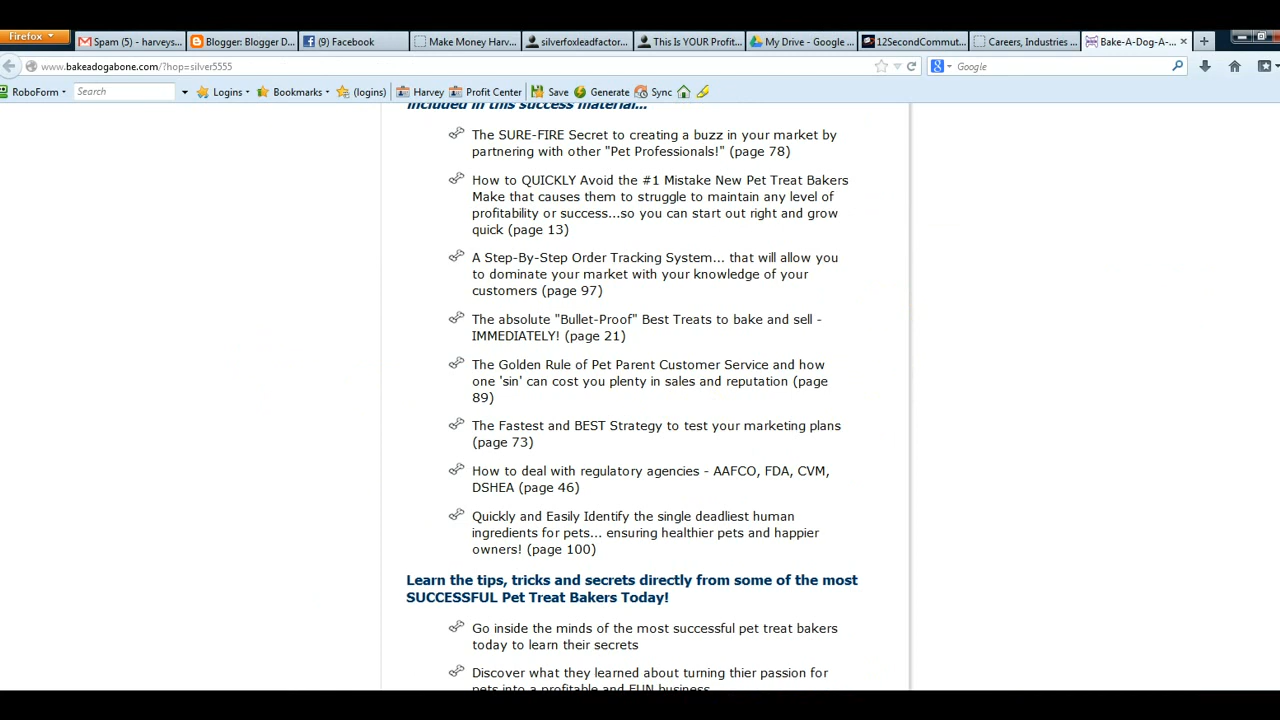 Firefox
Spam (5) - harveys...
Blogger: Blogger D...
(9) Facebook
Make Money Harv...
silverfoxleadfactor...
This Is YOUR Profit...
My Drive - Google ...
12SecondCommut...
Careers, Industries ...
Bake-A-Dog-A-...
www.bakeadogabone.com/?hop=silver5555
Google
RoboForm
Search
Logins
Bookmarks
(logins)
Harvey
Profit Center
Save
Generate
Sync
included in this success material...
The SURE-FIRE Secret to creating a buzz in your market by
partnering with other "Pet Professionals!" (page 78)
How to QUICKLY Avoid the #1 Mistake New Pet Treat Bakers
Make that causes them to struggle to maintain any level of
profitability or success...so you can start out right and grow
quick (page 13)
A Step-By-Step Order Tracking System... that will allow you
to dominate your market with your knowledge of your
customers (page 97)
The absolute "Bullet-Proof" Best Treats to bake and sell -
IMMEDIATELY! (page 21)
The Golden Rule of Pet Parent Customer Service and how
one 'sin' can cost you plenty in sales and reputation (page
89)
The Fastest and BEST Strategy to test your marketing plans
(page 73)
How to deal with regulatory agencies - AAFCO, FDA, CVM,
DSHEA (page 46)
Quickly and Easily Identify the single deadliest human
ingredients for pets... ensuring healthier pets and happier
owners! (page 100)
Learn the tips, tricks and secrets directly from some of the most
SUCCESSFUL Pet Treat Bakers Today!
Go inside the minds of the most successful pet treat bakers
today to learn their secrets
Discover what they learned about turning thier passion for
pets into a profitable and FUN business